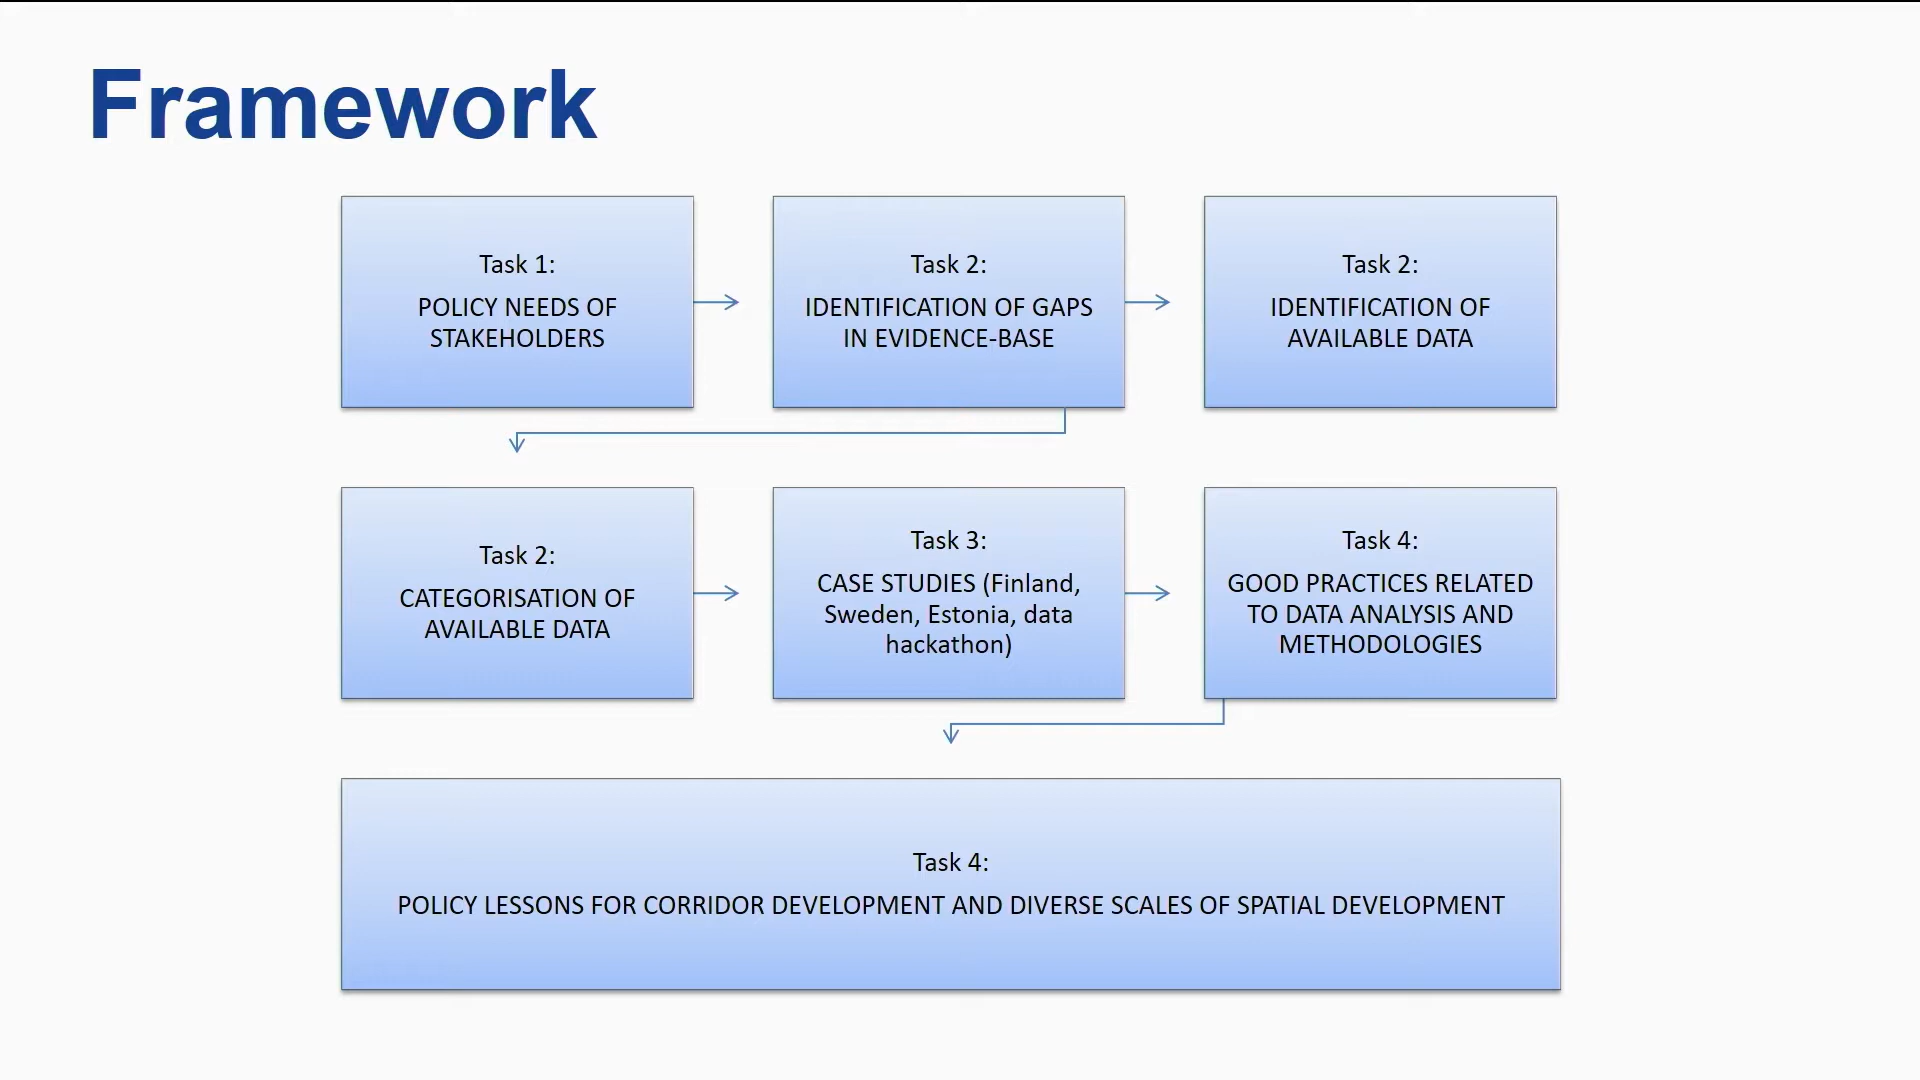 Framework
Task 1:
POLICY NEEDS OF
STAKEHOLDERS
Task 2:
IDENTIFICATION OF GAPS
IN EVIDENCE-BASE
Task 2:
IDENTIFICATION OF
AVAILABLE DATA
Task 2:
CATEGORISATION OF
AVAILABLE DATA
Task 3:
CASE STUDIES (Finland,
Sweden, Estonia, data
hackathon)
Task 4:
GOOD PRACTICES RELATED
TO DATA ANALYSIS AND
METHODOLOGIES
Task 4:
POLICY LESSONS FOR CORRIDOR DEVELOPMENT AND DIVERSE SCALES OF SPATIAL DEVELOPMENT